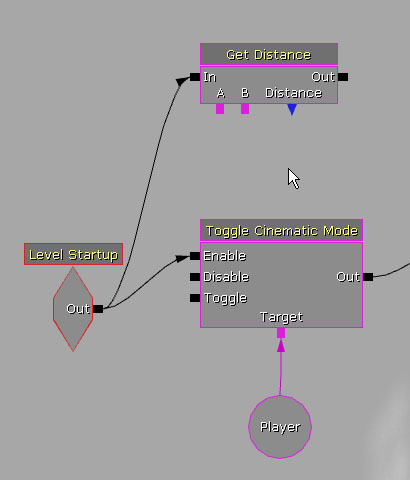 Get Distance
In Out
A B Distance
Toggle Cinematic Mode
Level Startup
Enable
Disable Out
Out
Toggle
Target
Player